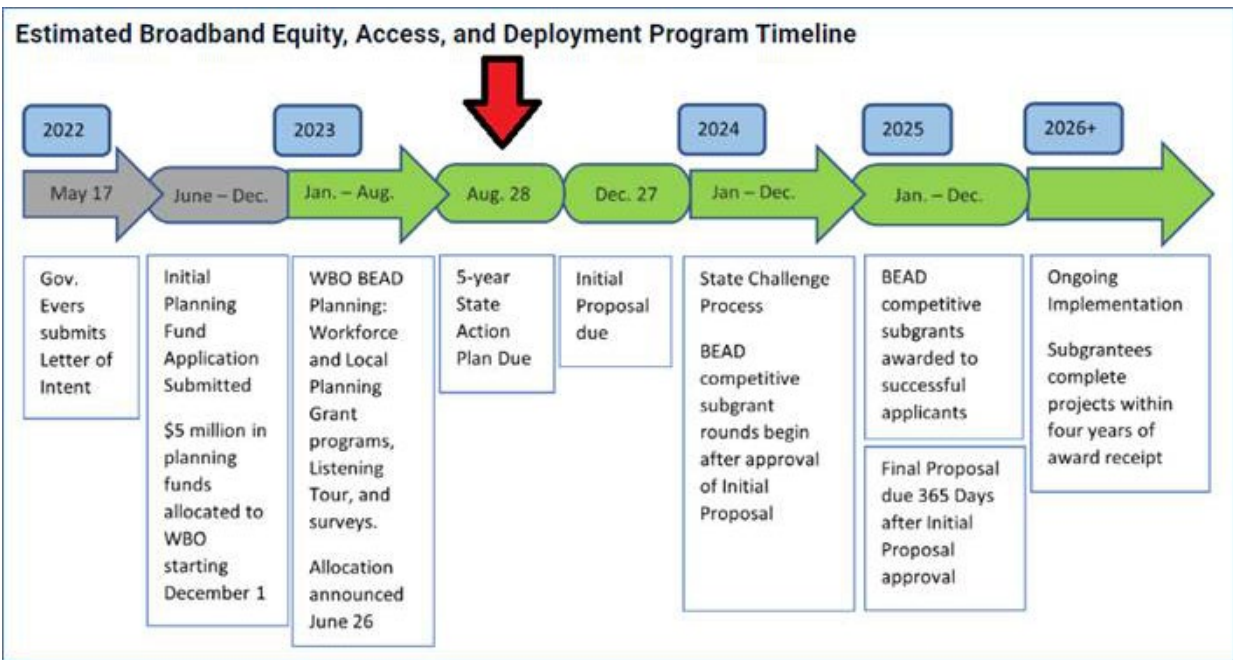 Estimated Broadband Equity, Access, and Deployment Program Timeline
2022
2023
2024
2025
2026+
May 17
June – Dec.
Jan. – Aug.
Aug. 28
Dec. 27
Jan – Dec.
Jan. – Dec.
Gov.
Evers
submits
Letter of
Intent
Initial
Planning
Fund
Application
Submitted
$5 million in
planning
funds
allocated to
WBO
starting
December 1
WBO BEAD
Planning:
Workforce
and Local
Planning
Grant
programs,
Listening
Tour, and
surveys.
Allocation
announced
June 26
5-year
State
Action
Plan Due
Initial
Proposal
due
State Challenge
Process
BEAD
competitive
subgrant
rounds begin
after approval
of Initial
Proposal
BEAD
competitive
subgrants
awarded to
successful
applicants
Final Proposal
due 365 Days
after Initial
Proposal
approval
Ongoing
Implementation
Subgrantees
complete
projects within
four years of
award receipt